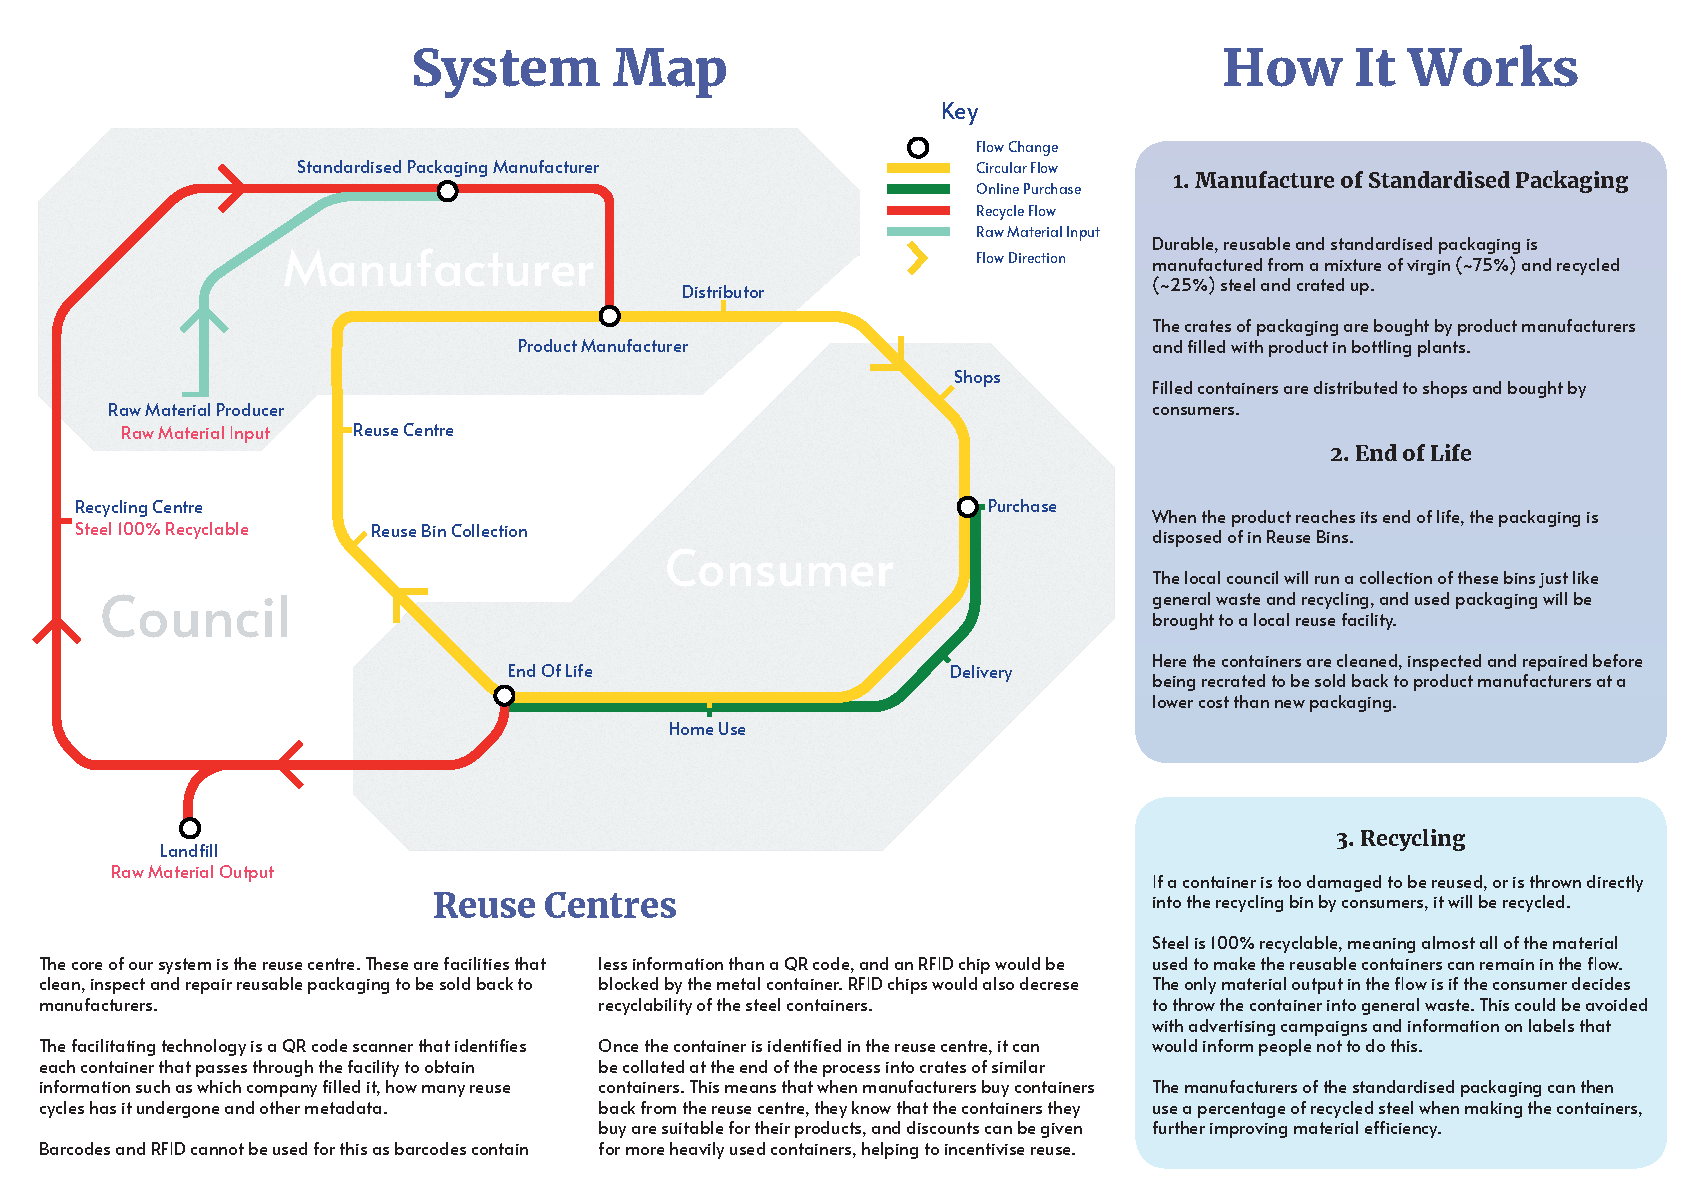 System Map
Key
Flow Change
Circular Flow
Online Purchase
Recycle Flow
Raw Material Input
Flow Direction
Standardised Packaging Manufacturer
Manufacturer
Distributor
Product Manufacturer
Shops
Raw Material Producer
Raw Material Input
Reuse Centre
Recycling Centre
Steel 100% Recyclable
Purchase
Reuse Bin Collection
Consumer
Council
End Of Life
Delivery
Home Use
Landfill
Raw Material Output
Reuse Centres
The core of our system is the reuse centre. These are facilities that
clean, inspect and repair reusable packaging to be sold back to
manufacturers.
The facilitating technology is a QR code scanner that identifies
each container that passes through the facility to obtain
information such as which company filled it, how many reuse
cycles has it undergone and other metadata.
Barcodes and RFID cannot be used for this as barcodes contain
less information than a QR code, and an RFID chip would be
blocked by the metal container. RFID chips would also decrese
recyclability of the steel containers.
Once the container is identified in the reuse centre, it can
be collated at the end of the process into crates of similar
containers. This means that when manufacturers buy containers
back from the reuse centre, they know that the containers they
buy are suitable for their products, and discounts can be given
for more heavily used containers, helping to incentivise reuse.
How It Works
1. Manufacture of Standardised Packaging
Durable, reusable and standardised packaging is
manufactured from a mixture of virgin (~75%) and recycled
(~25%) steel and crated up.
The crates of packaging are bought by product manufacturers
and filled with product in bottling plants.
Filled containers are distributed to shops and bought by
consumers.
2. End of Life
When the product reaches its end of life, the packaging is
disposed of in Reuse Bins.
The local council will run a collection of these bins just like
general waste and recycling, and used packaging will be
brought to a local reuse facility.
Here the containers are cleaned, inspected and repaired before
being recrated to be sold back to product manufacturers at a
lower cost than new packaging.
3. Recycling
If a container is too damaged to be reused, or is thrown directly
into the recycling bin by consumers, it will be recycled.
Steel is 100% recyclable, meaning almost all of the material
used to make the reusable containers can remain in the flow.
The only material output in the flow is if the consumer decides
to throw the container into general waste. This could be avoided
with advertising campaigns and information on labels that
would inform people not to do this.
The manufacturers of the standardised packaging can then
use a percentage of recycled steel when making the containers,
further improving material efficiency.